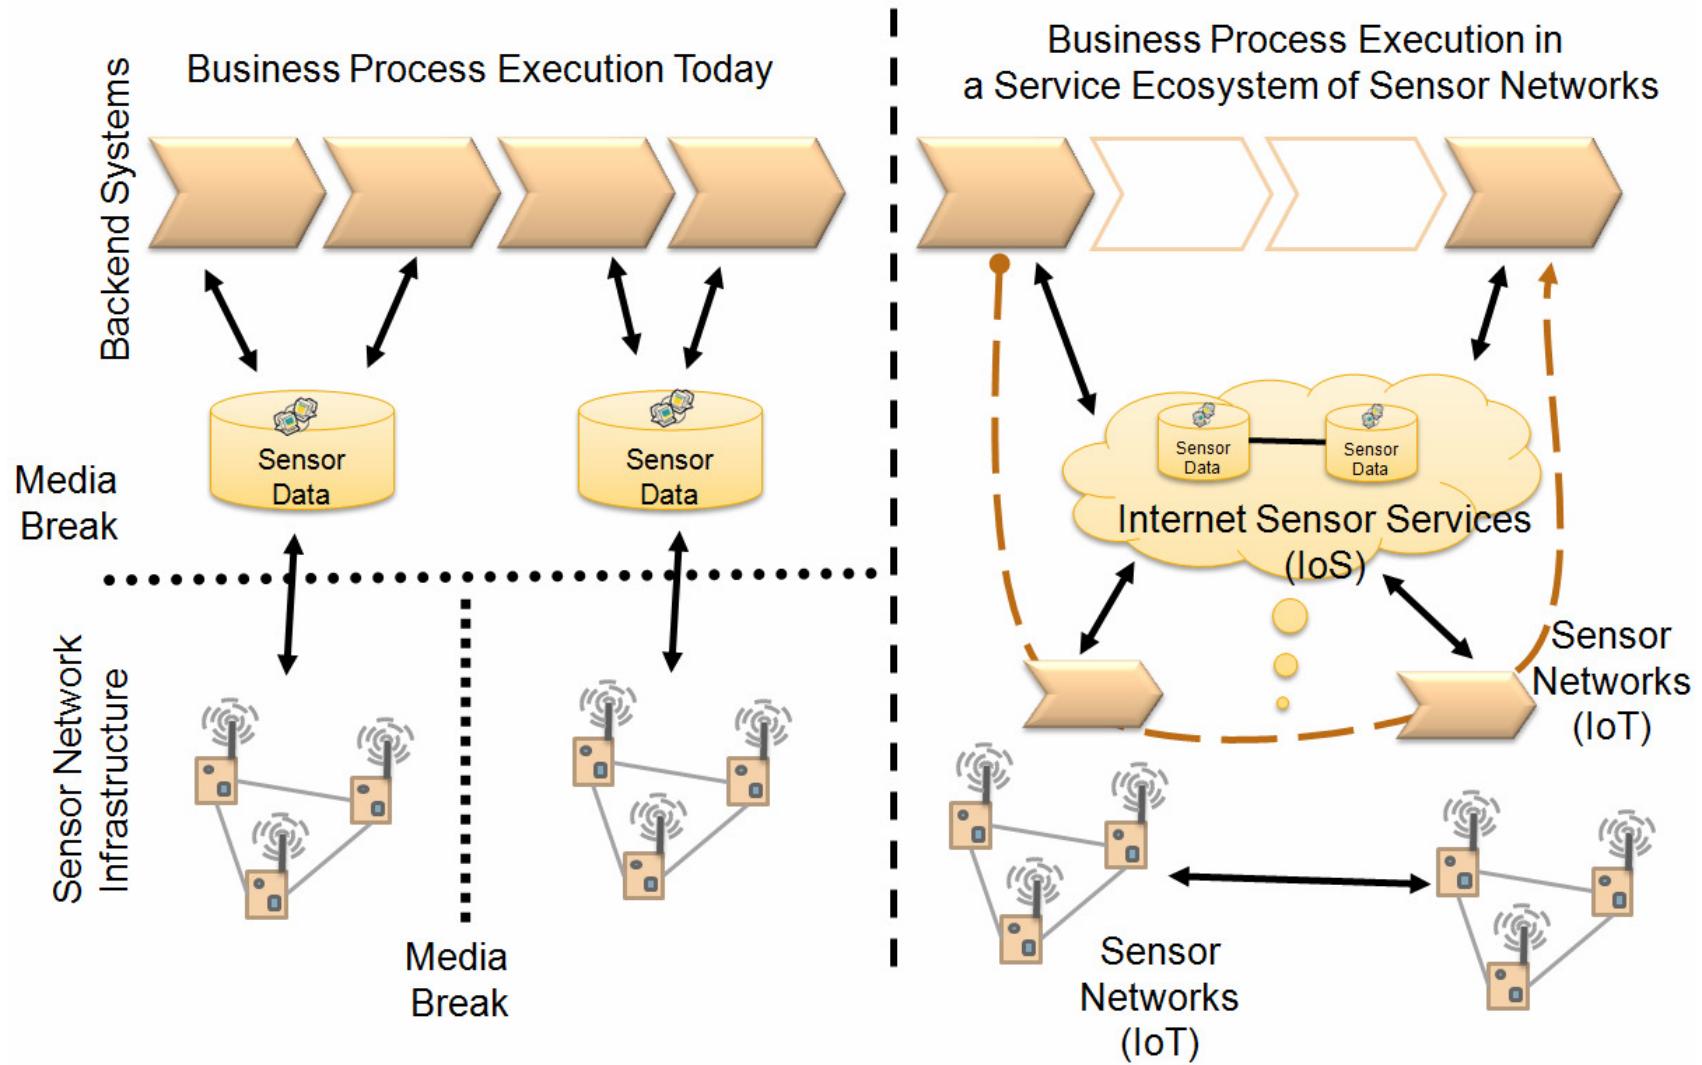 Business Process Execution Today
Backend Systems
Sensor
Data
Sensor
Data
Media
Break
Sensor Network
Infrastructure
Media
Break
Business Process Execution in
a Service Ecosystem of Sensor Networks
Sensor
Data
Sensor
Data
Internet Sensor Services
(IoS)
Sensor
Networks
(IoT)
Sensor
Networks
(IoT)